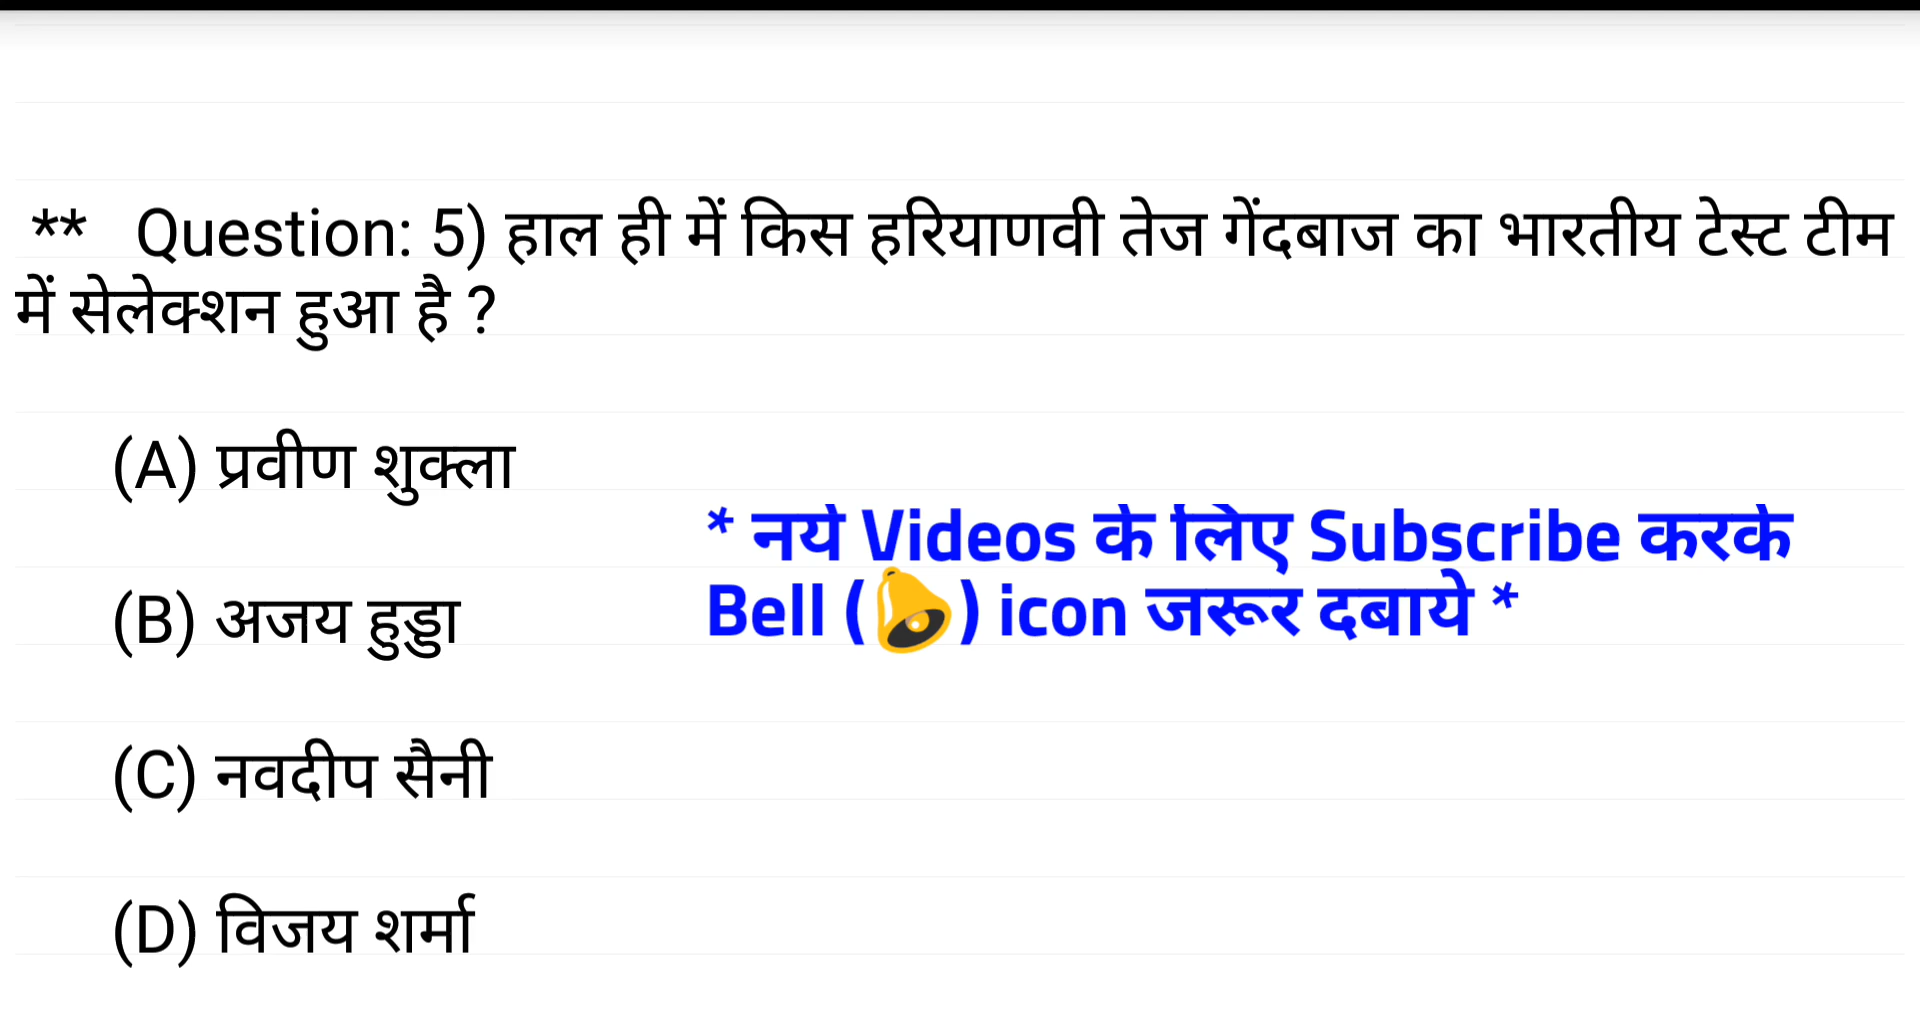 ** Question: 5) हाल ही में किस हरियाणवी तेज गेंदबाज का भारतीय टेस्ट टीम
में सेलेक्शन हुआ है ?
(A) प्रवीण शुक्ला
* नये Videos के लिए Subscribe करके
Bell (🔔) icon जरूर दबाये *
(B) अजय हुड्डा
(C) नवदीप सैनी
(D) विजय शर्मा